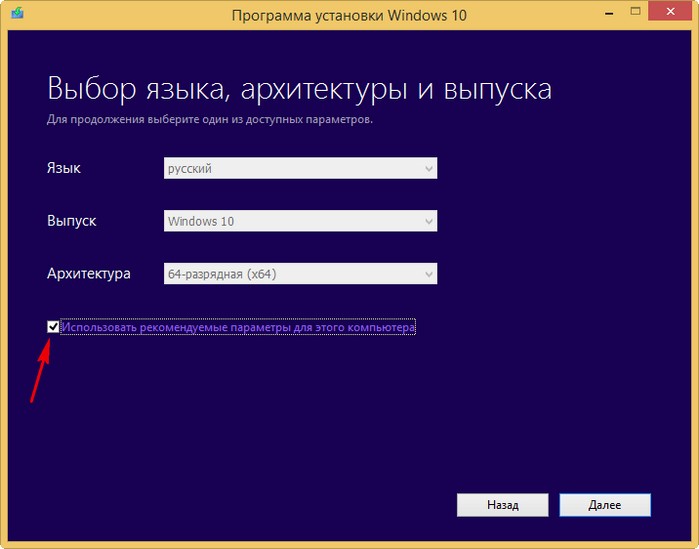 Программа установки Windows 10
Выбор языка, архитектуры и выпуска
Для продолжения выберите один из доступных параметров.
Язык русский
Выпуск Windows 10
Архитектура 64-разрядная (x64)
Использовать рекомендуемые параметры для этого компьютера
Назад Далее